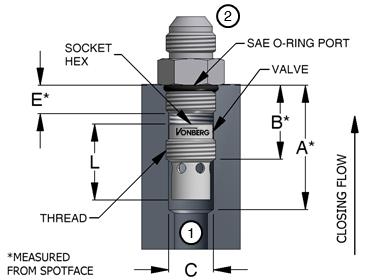 2
SOCKET
HEX
SAE O-RING PORT
VALVE
E*
B*
A*
VONBERG
L
THREAD
CLOSING FLOW
1
*MEASURED
FROM SPOTFACE
C